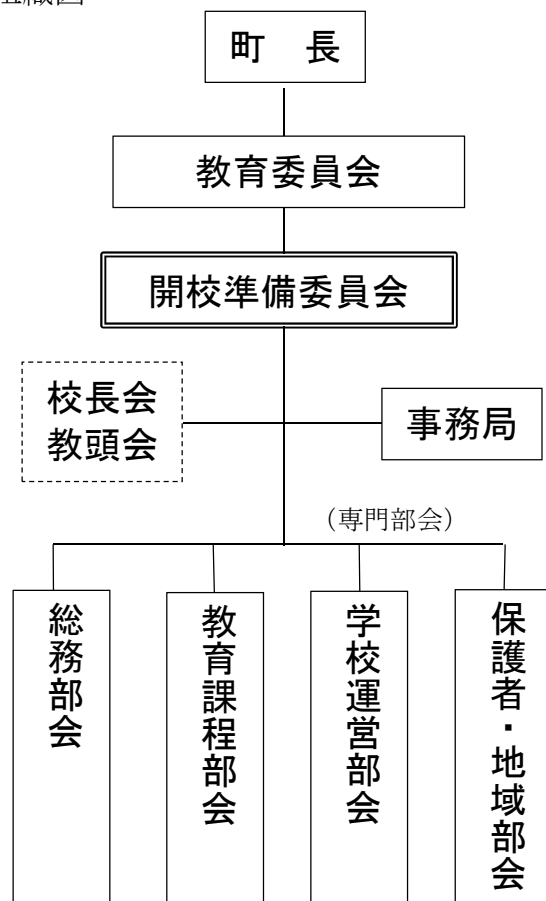 町　長
教育委員会
開校準備委員会
校長会
教頭会
事務局
（専門部会）
総務部会
教育課程部会
学校運営部会
保護者・地域部会